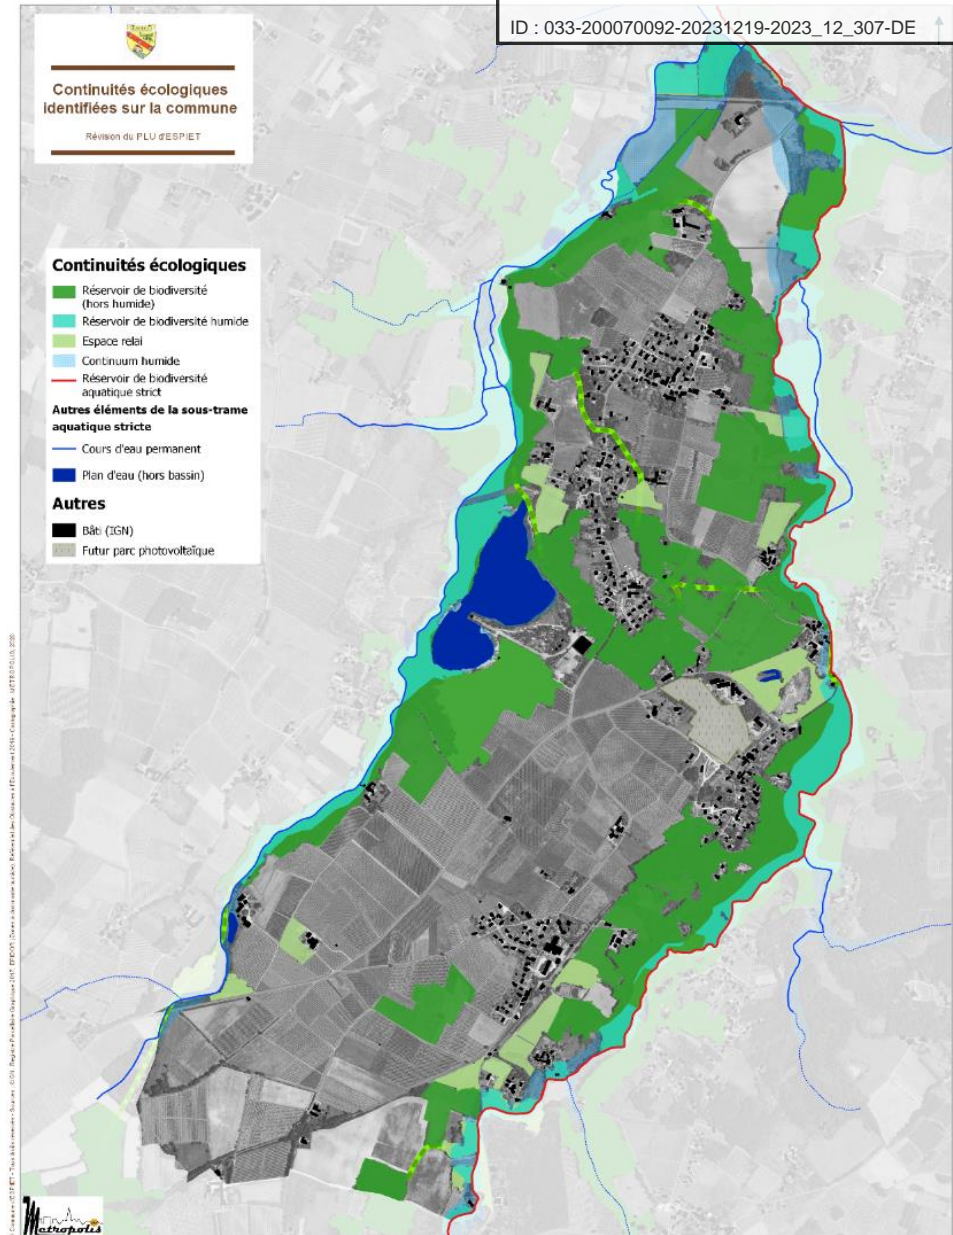 ID : 033-200070092-20231219-2023_12_307-DE
Continuités écologiques
identifiées sur la commune
Révision du PLU d'ESPIET
Continuités écologiques
Réservoir de biodiversité
(hors humide)
Réservoir de biodiversité humide
Espace relai
Continuum humide
Réservoir de biodiversité
aquatique strict
Autres éléments de la sous-trame
aquatique stricte
Cours d'eau permanent
Plan d'eau (hors bassin)
Autres
Bâti (IGN)
Futur parc photovoltaïque
Metropolis